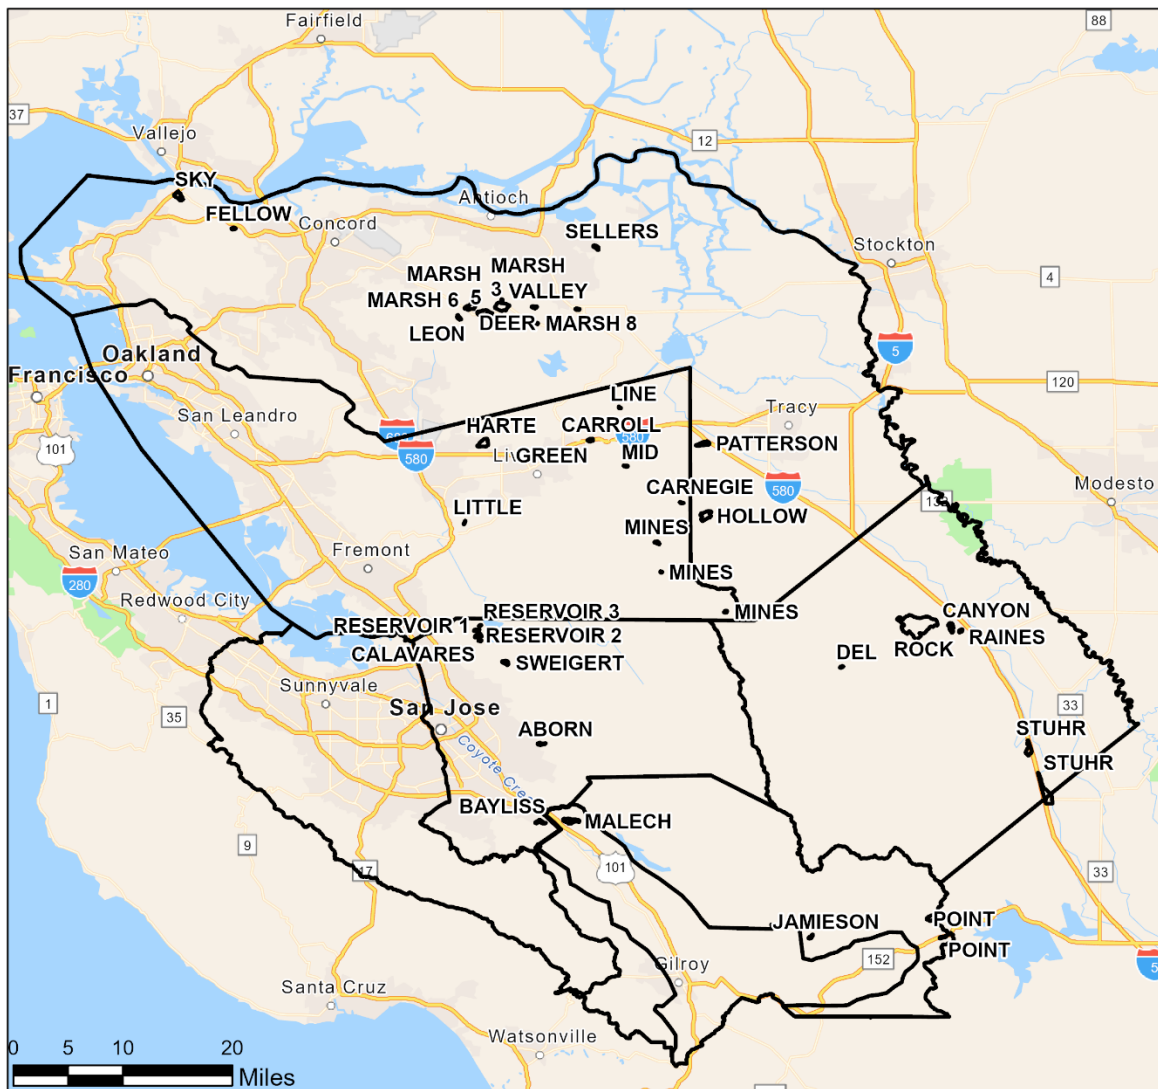 Fairfield
88
37
Vallejo
12
SKY
Antioch
FELLOW
Concord
SELLERS
Stockton
4
MARSH
MARSH
3
VALLEY
MARSH 6
5
DEER
MARSH 8
LEON
5
Oakland
Francisco
LINE
120
San Leandro
Tracy
HARTE
CARROLL
580
101
580
GREEN
MID
PATTERSON
580
Modesto
CARNEGIE
LITTLE
HOLLOW
MINES
San Mateo
Fremont
280
MINES
Redwood City
RESERVOIR 3
MINES
CANYON
RESERVOIR 1
RESERVOIR 2
RAINES
CALAVARES
ROCK
SWEIGERT
DEL
Sunnyvale
1
35
San Jose
33
STUHR
ABORN
STUHR
BAYLISS
MALECH
9
17
101
33
JAMIESON
POINT
POINT
Gilroy
152
5
Santa Cruz
Watsonville
0 5 10 20
Miles